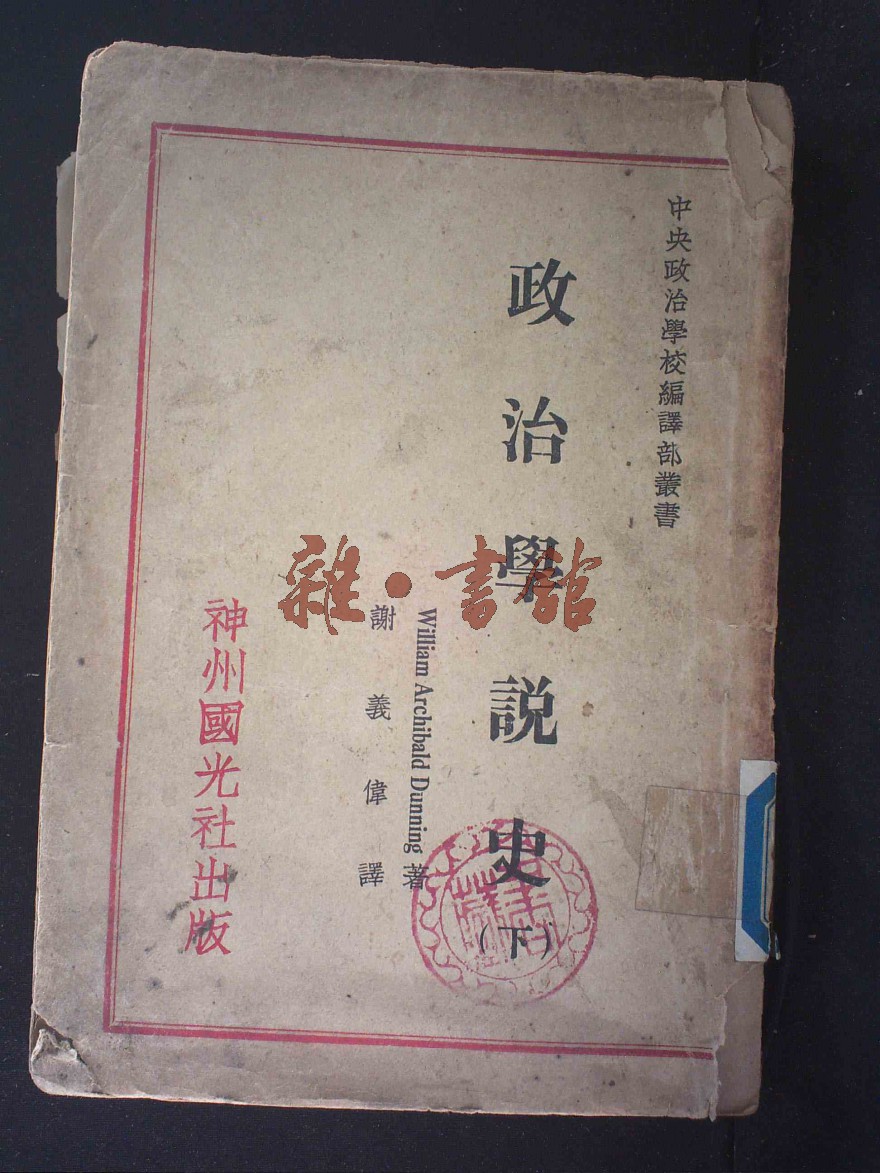 中央政治學校編譯部叢書
政治學說史
（下）
William Archibald Dunning 著
謝義偉譯
神州國光社出版
雜·書館